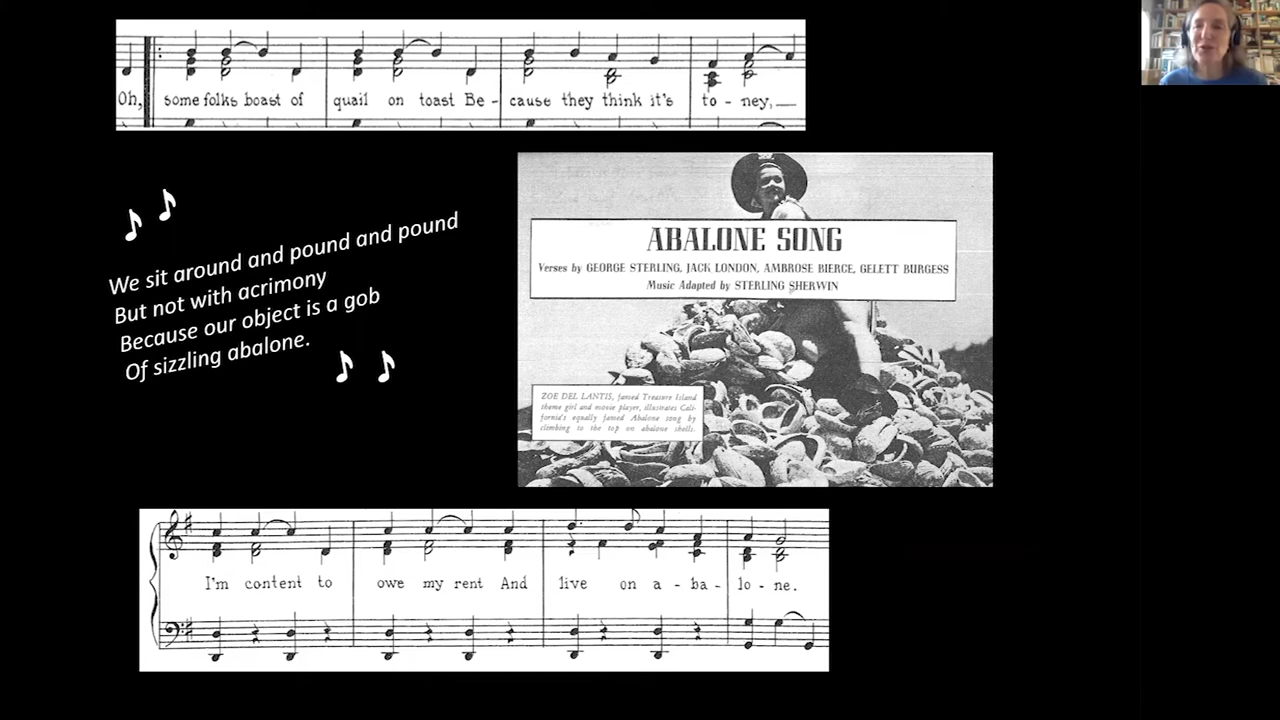 Oh, some folks boast of quail on toast Be - cause they think it's to - ney,
We sit around and pound and pound
But not with acrimony
Because our object is a gob
Of sizzling abalone.
ABALONE SONG
Verses by GEORGE STERLING, JACK LONDON, AMBROSE BIERCE, GELETT BURGESS
Music Adapted by STERLING SHERWIN
ZOE DEL LANTIS, famed Treasure Island
theme girl and movie player, illustrates Cali-
fornia's equally famed Abalone song by
climbing to the top on abalone shells.
I'm content to owe my rent And live on a - ba - lo - ne.